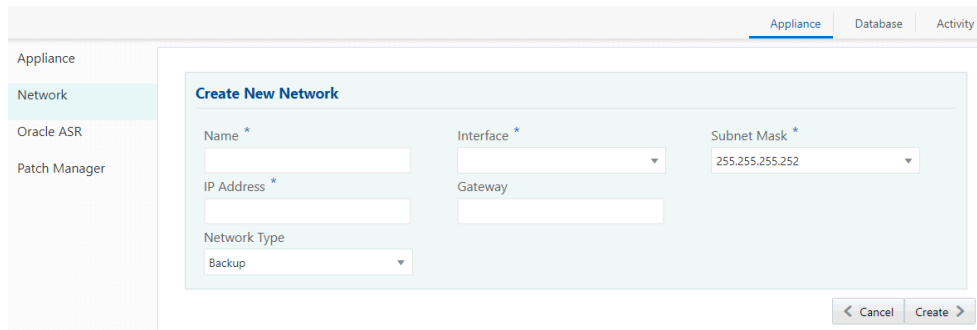 Appliance Database Activity
Appliance
Network
Oracle ASR
Patch Manager
Create New Network
Name * Interface * Subnet Mask *
255.255.255.252
IP Address * Gateway
Network Type
Backup
Cancel Create